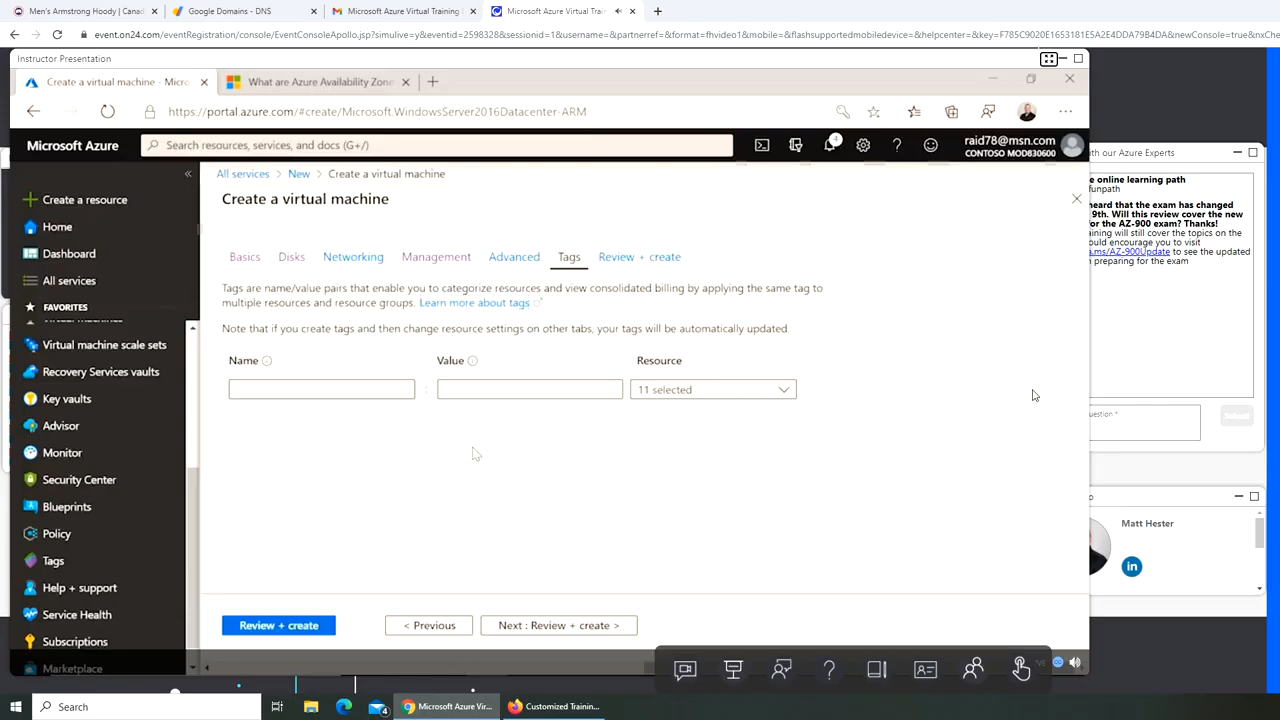 Men's Armstrong Hoody | Canad
Google Domains - DNS
Microsoft Azure Virtual Training D
Microsoft Azure Virtual Train
event.on24.com/eventRegistration/console/EventConsoleApollo.jsp?simulive=y&eventid=2598328&sessionid=1&username=&partnerref=&format=fhvideo1&mobile=&flashsupportedmobiledevice=&helpcenter=&key=F785C9020E1653181E5A2E4DDA79B4DA&newConsole=true&nxChe
Instructor Presentation
Create a virtual machine - Micro
What are Azure Availability Zone
https://portal.azure.com/#create/Microsoft.WindowsServer2016Datacenter-ARM
Microsoft Azure
Search resources, services, and docs (G+/)
4
raid78@msn.com
CONTOSO MOD830600
All services > New > Create a virtual machine
Create a virtual machine
Create a resource
Home
Dashboard
All services
FAVORITES
Virtual machine scale sets
Recovery Services vaults
Key vaults
Advisor
Monitor
Security Center
Blueprints
Policy
Tags
Help + support
Service Health
Subscriptions
Marketplace
Basics Disks Networking Management Advanced Tags Review + create
Tags are name/value pairs that enable you to categorize resources and view consolidated billing by applying the same tag to
multiple resources and resource groups. Learn more about tags
Note that if you create tags and then change resource settings on other tabs, your tags will be automatically updated.
Name Value Resource
: 11 selected
Review + create
< Previous
Next : Review + create >
th our Azure Experts
e online learning path
funpath
heard that the exam has changed
9th. Will this review cover the new
for the AZ-900 exam? Thanks!
aining will still cover the topics on the
ould encourage you to visit
a.ms/AZ-900Update to see the updated
n preparing for the exam
uestion *
Submit
o
Matt Hester
in
Search
4
Microsoft Azure Vir...
Customized Trainin...